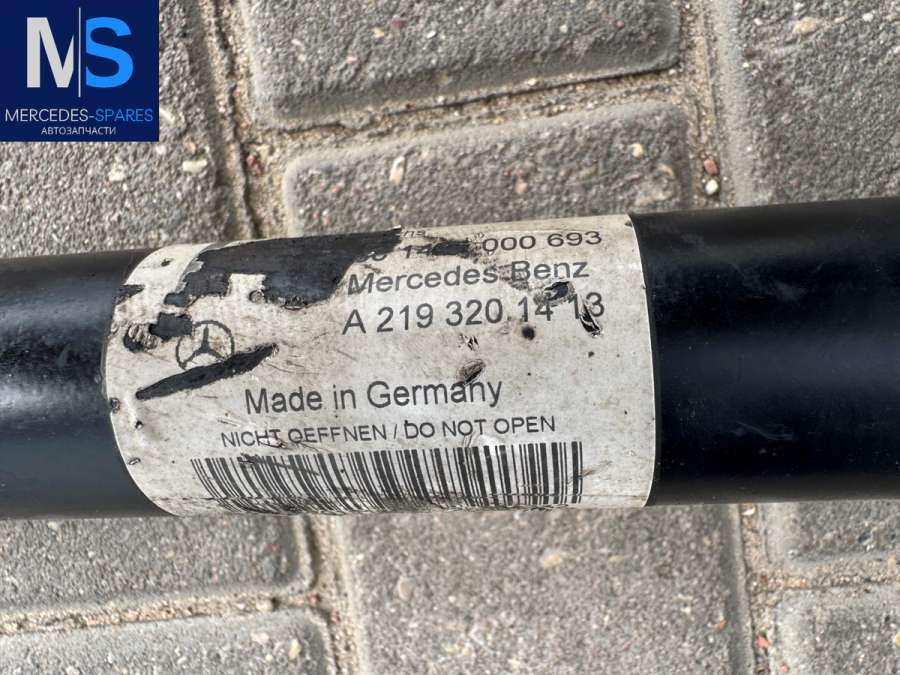 MS
MERCEDES-SPARES
АВТОЗАПЧАСТИ
000 693
Mercedes Benz
A 219 320 14 13
Made in Germany
NICHT OEFFNEN / DO NOT OPEN